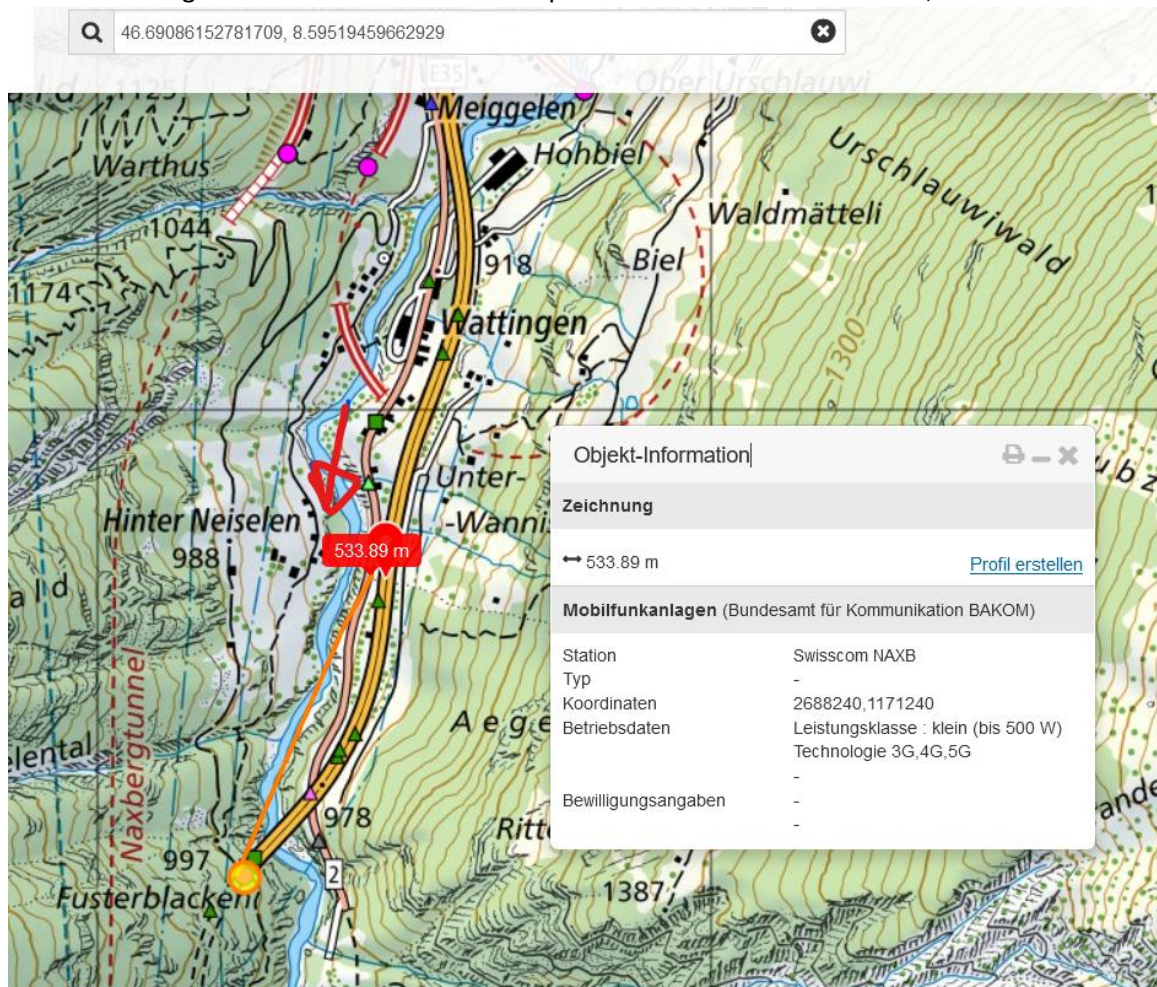 46.69086152781709, 8.59519459662929
E35
Ober Urschlauwi
1125
Meiggelen
Warthus
Hohbiel
Urschlauwiwald
Waldmätteli
1044
918
Biel
1174
Wattingen
1300
Unter-
-Wannis
Hinter Neiselen
988
533.89 m
Objekt-Information
Zeichnung
533.89 m
Profil erstellen
Mobilfunkanlagen (Bundesamt für Kommunikation BAKOM)
Station Swisscom NAXB
Typ -
Koordinaten 2688240,1171240
Betriebsdaten Leistungsklasse : klein (bis 500 W)
Technologie 3G,4G,5G
-
Bewilligungsangaben -
-
Naxbergtunnel
978
997
2
Fusterblackeni
1387